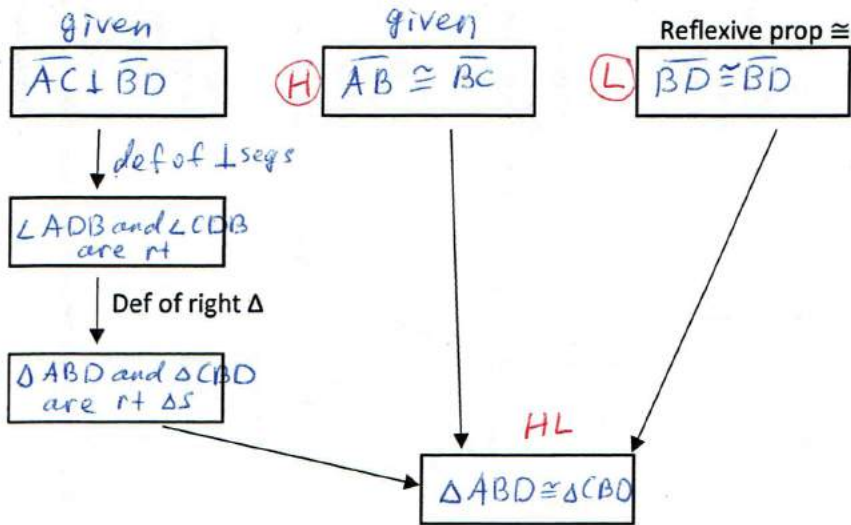 given
AC ⊥ BD
given
H
AB ≅ BC
Reflexive prop ≅
L
BD ≅ BD
def of ⊥ segs
∠ADB and ∠CDB
are rt
Def of right Δ
ΔABD and ΔCBD
are rt Δs
HL
ΔABD ≅ ΔCBD